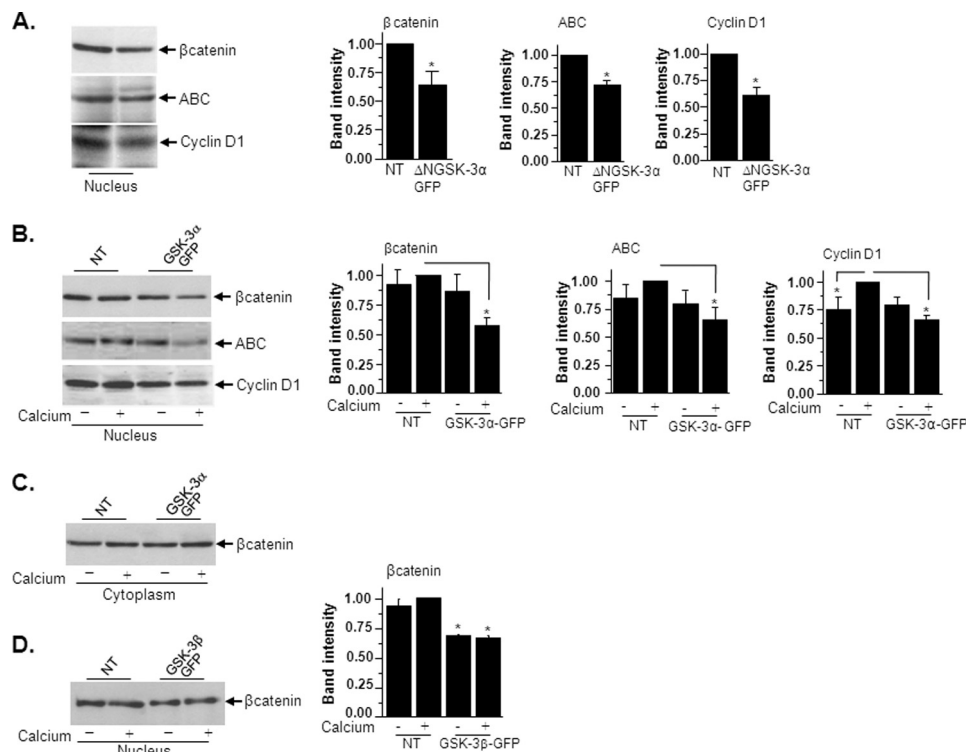 A.
βcatenin
ABC
Cyclin D1
Nucleus
β catenin
Band intensity
1.00
0.75
0.50
0.25
0.00
*
NT ΔNGSK-3α
GFP
ABC
Band intensity
1.00
0.75
0.50
0.25
0.00
*
NT ΔNGSK-3α
GFP
Cyclin D1
Band intensity
1.00
0.75
0.50
0.25
0.00
*
NT ΔNGSK-3α
GFP
B.
NT
GSK-3α
GFP
βcatenin
ABC
Cyclin D1
Calcium − + − +
Nucleus
βcatenin
Band intensity
1.00
0.75
0.50
0.25
0.00
*
Calcium - + - +
NT GSK-3α-GFP
ABC
Band intensity
1.00
0.75
0.50
0.25
0.00
*
Calcium - + - +
NT GSK-3α-GFP
Cyclin D1
Band intensity
1.00
0.75
0.50
0.25
0.00
* *
Calcium - + - +
NT GSK-3α-GFP
C.
NT
GSK-3α
GFP
βcatenin
Calcium − + − +
Cytoplasm
D.
NT
GSK-3β
GFP
βcatenin
Calcium − + − +
Nucleus
βcatenin
Band intensity
1.00
0.75
0.50
0.25
0.00
* *
Calcium - + - +
NT GSK-3β-GFP